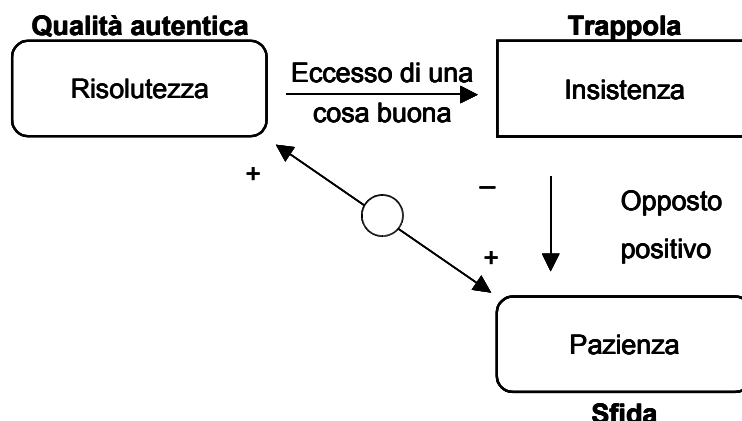 Qualità autentica
Trappola
Risolutezza
Eccesso di una
cosa buona
Insistenza
+
–
Opposto
positivo
+
Pazienza
Sfida